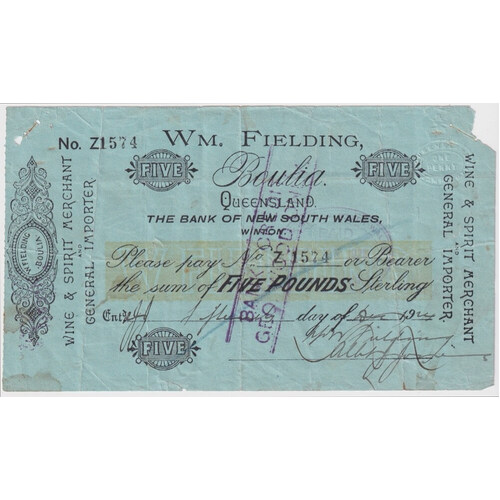 No. Z1574
WM. FIELDING,
FIVE
FIVE
Boulia.
QUEENSLAND.
THE BANK OF NEW SOUTH WALES,
WINTON
Please pay No. Z1574 or Bearer
the sum of FIVE POUNDS Sterling
Entd day of
FIVE
WINE & SPIRIT MERCHANT
AND
GENERAL IMPORTER
W. FIELDING
BOULIA
WINE & SPIRIT MERCHANT
AND
GENERAL IMPORTER.